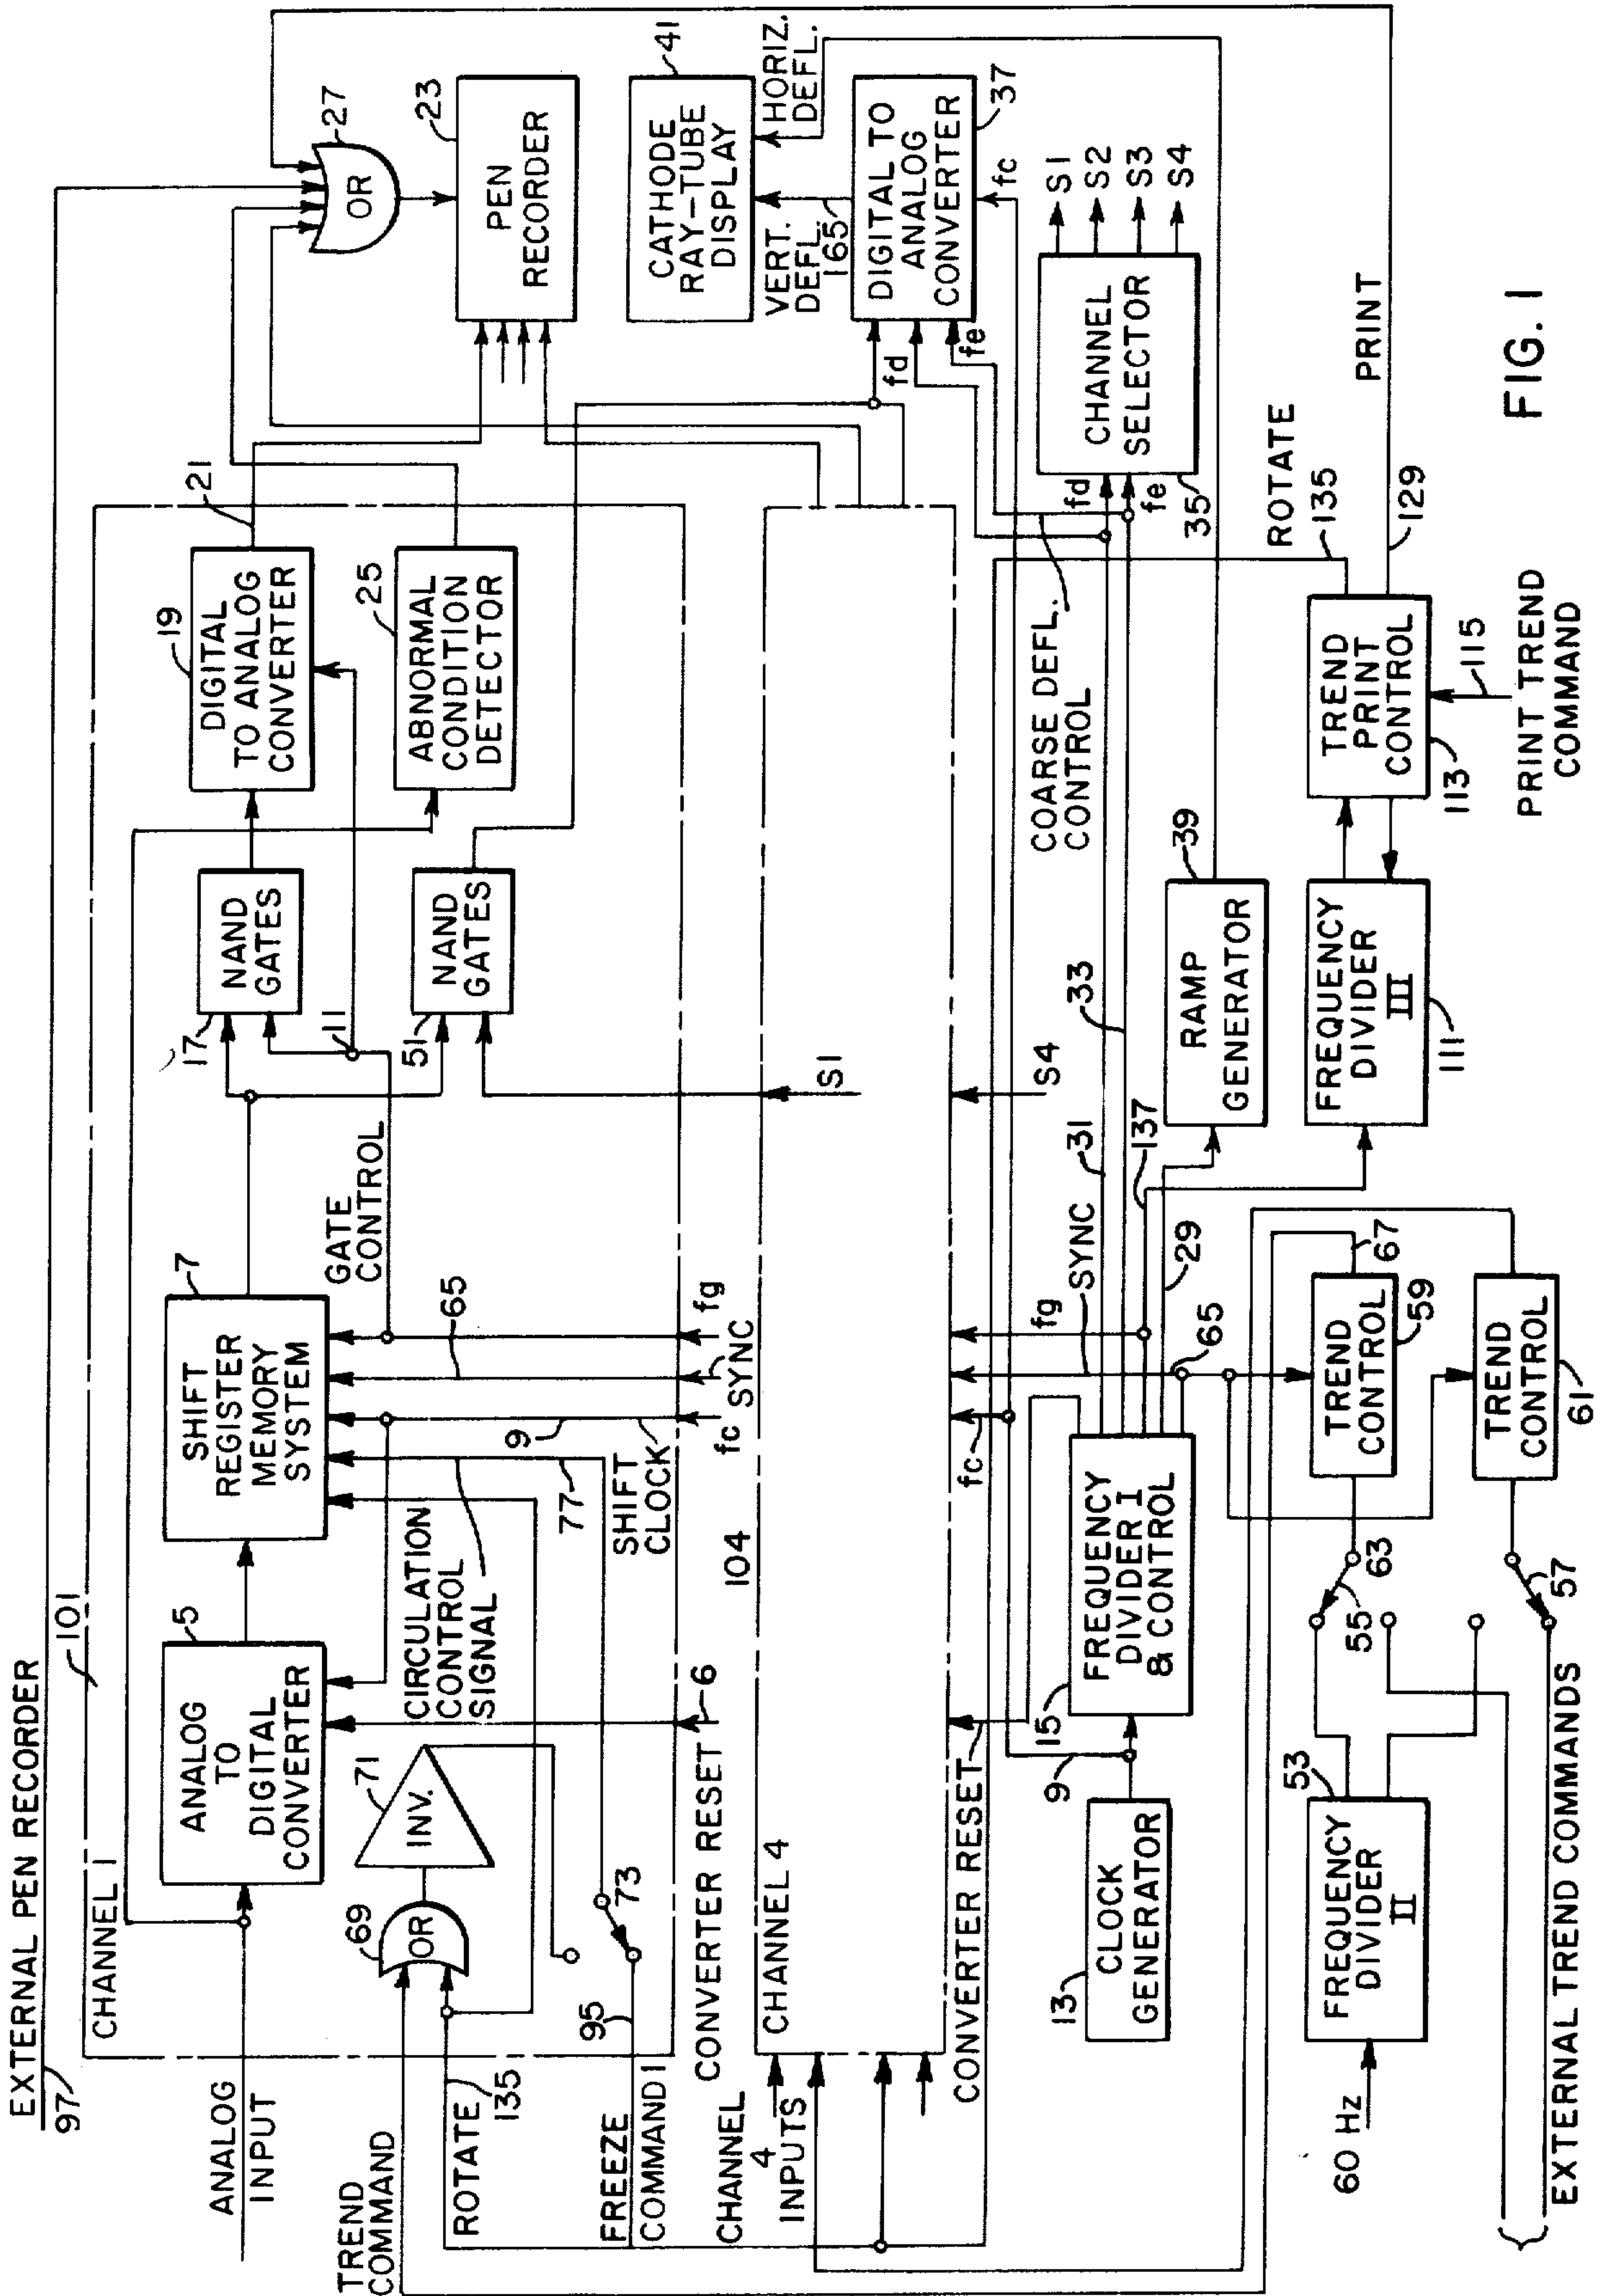 EXTERNAL PEN RECORDER
97
101
CHANNEL 1
ANALOG
INPUT
5
ANALOG
TO
DIGITAL
CONVERTER
7
SHIFT
REGISTER
MEMORY
SYSTEM
17
NAND
GATES
19
DIGITAL
TO ANALOG
CONVERTER
21
OR
27
25
ABNORMAL
CONDITION
DETECTOR
23
PEN
RECORDER
51
NAND
GATES
11
GATE
CONTROL
69
OR
71
INV.
73
CIRCULATION
CONTROL
SIGNAL
77
SHIFT
CLOCK
9
65
fc
SYNC
fg
TREND
COMMAND
ROTATE
135
95
FREEZE
COMMAND 1
CONVERTER RESET
6
104
S1
CATHODE
RAY-TUBE
DISPLAY
41
VERT.
DEFL.
165
HORIZ.
DEFL.
DIGITAL TO
ANALOG
CONVERTER
37
fd
fe
fc
CHANNEL
4
INPUTS
CHANNEL 4
CONVERTER RESET
fc
SYNC
fg
S4
COARSE DEFL.
CONTROL
fd
fe
CHANNEL
SELECTOR
35
S1
S2
S3
S4
13
CLOCK
GENERATOR
9
15
FREQUENCY
DIVIDER I
& CONTROL
31
33
137
29
65
39
RAMP
GENERATOR
ROTATE
135
PRINT
129
60 Hz
53
FREQUENCY
DIVIDER
II
55
63
57
TREND
CONTROL
59
67
TREND
CONTROL
61
FREQUENCY
DIVIDER
III
111
TREND
PRINT
CONTROL
113
115
PRINT TREND
COMMAND
EXTERNAL TREND COMMANDS
FIG. 1